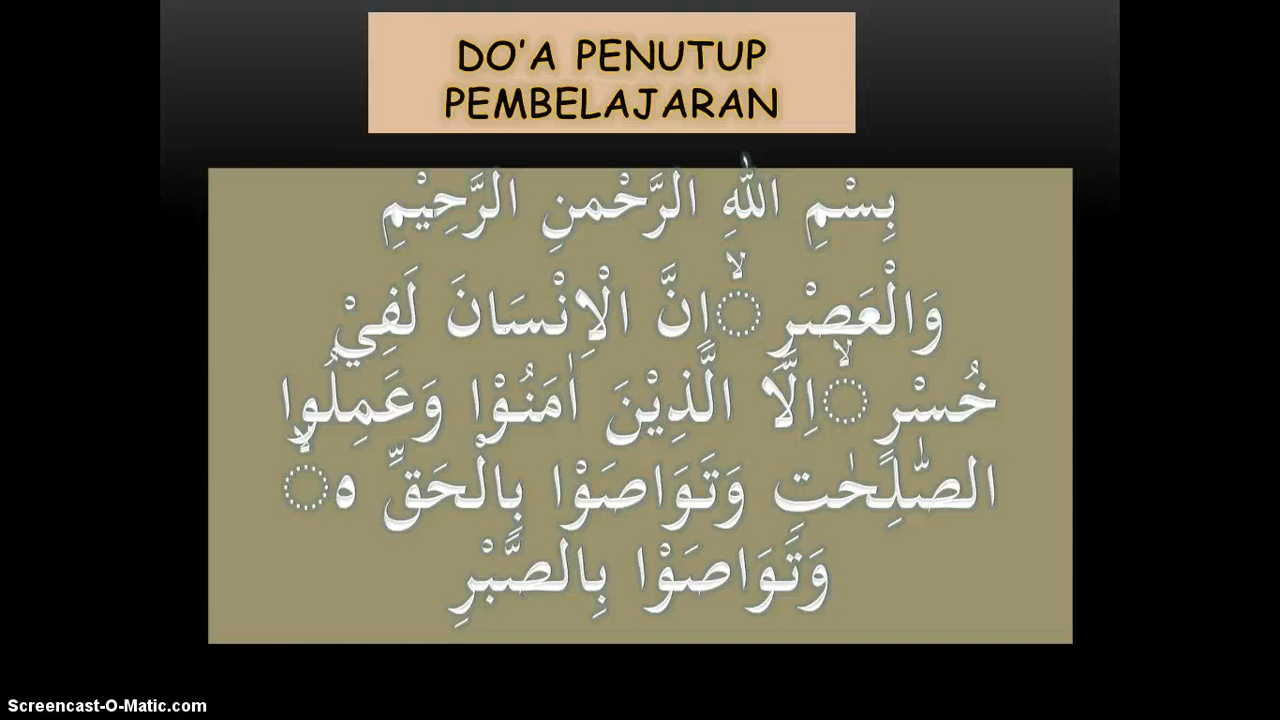 DO'A PENUTUP
PEMBELAJARAN
بِسْمِ اللّٰهِ الرَّحْمنِ الرَّحِيْمِ
وَالْعَصْرِ ۙاِنَّ الْاِنْسَانَ لَفِيْ
خُسْرٍ ۙاِلَّا الَّذِيْنَ اٰمَنُوْا وَعَمِلُوا
الصّٰلِحٰتِ وَتَوَاصَوْا بِالْحَقِّ ە ۙ
وَتَوَاصَوْا بِالصَّبْرِ
Screencast-O-Matic.com